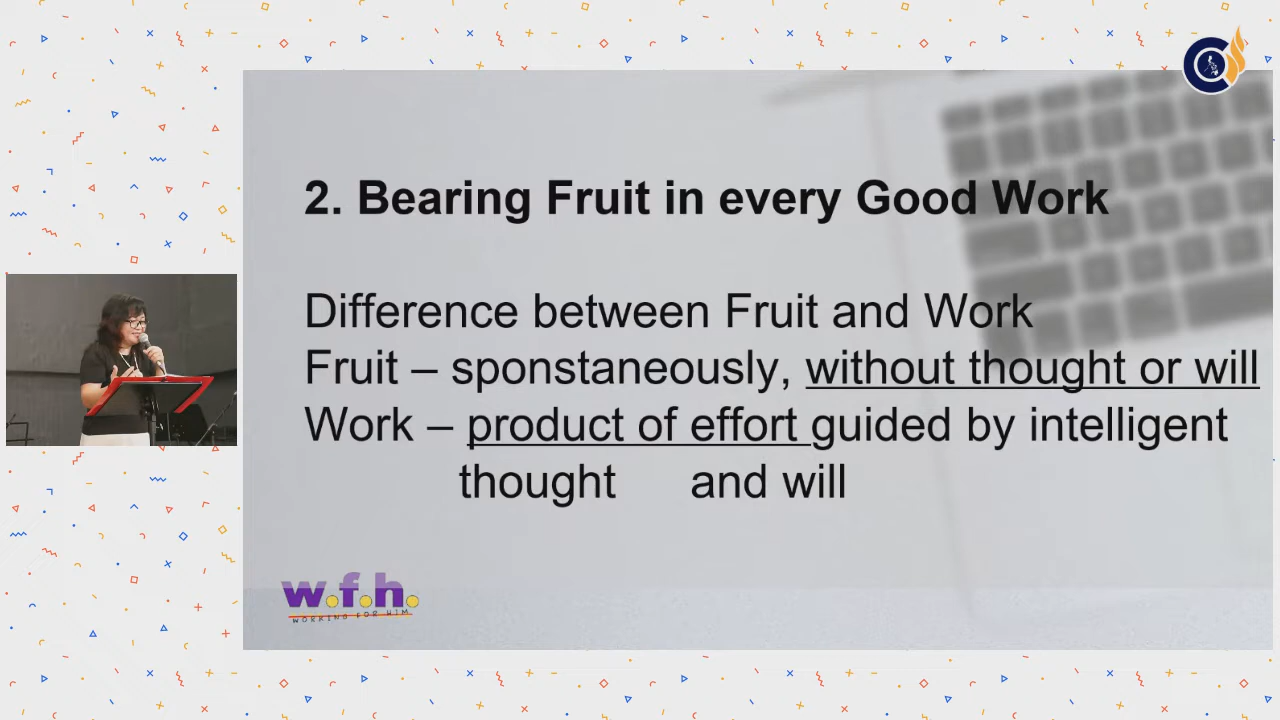 2. Bearing Fruit in every Good Work
Difference between Fruit and Work
Fruit – sponstaneously, without thought or will
Work – product of effort guided by intelligent
thought and will
w.f.h.
WORKING FOR HIM